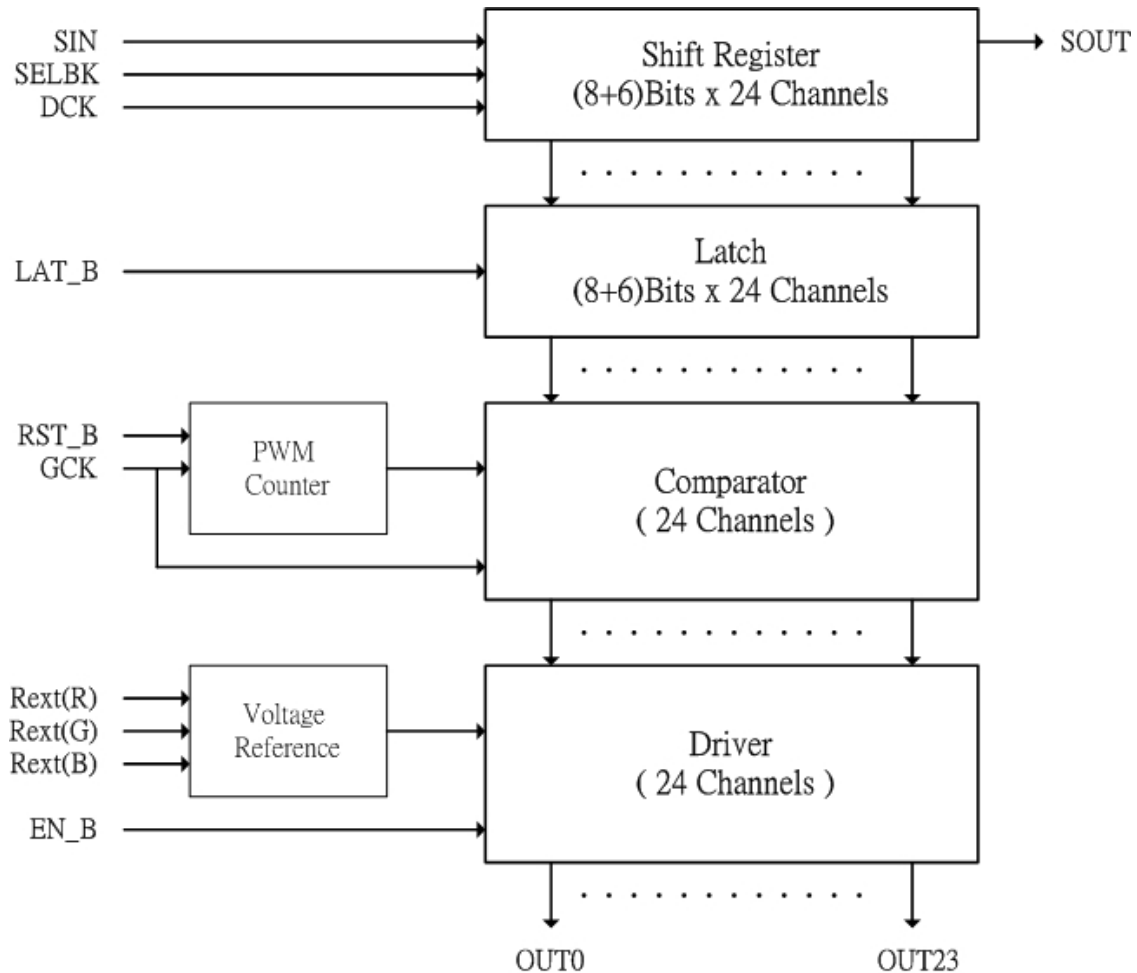 SIN
SELBK
DCK
Shift Register
(8+6)Bits x 24 Channels
SOUT
LAT_B
Latch
(8+6)Bits x 24 Channels
RST_B
GCK
PWM
Counter
Comparator
( 24 Channels )
Rext(R)
Rext(G)
Rext(B)
Voltage
Reference
Driver
( 24 Channels )
EN_B
OUT0
OUT23